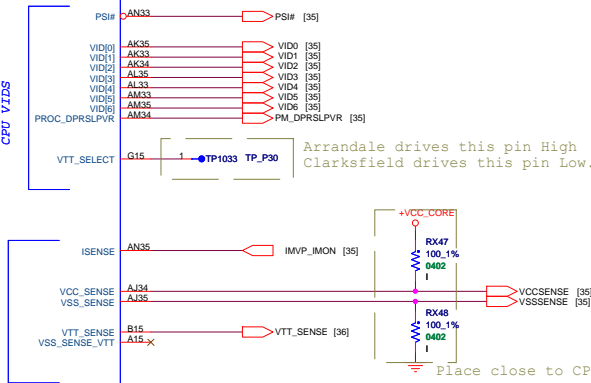 PSI# AN33 PSI# [35]
VID[0] AK35 VID0 [35]
VID[1] AK33 VID1 [35]
VID[2] AK34 VID2 [35]
VID[3] AL35 VID3 [35]
VID[4] AL33 VID4 [35]
VID[5] AM33 VID5 [35]
VID[6] AM35 VID6 [35]
PROC_DPRSLPVR AM34 PM_DPRSLPVR [35]
CPU VIDS
VTT_SELECT G15 1 TP1033 TP_P30
Arrandale drives this pin High
Clarksfield drives this pin Low.
+VCC_CORE
ISENSE AN35 IMVP_IMON [35]
RX47
100_1%
0402
I
VCC_SENSE AJ34 VCCSENSE [35]
VSS_SENSE AJ35 VSSSENSE [35]
RX48
100_1%
0402
I
VTT_SENSE B15 VTT_SENSE [36]
VSS_SENSE_VTT A15
Place close to CP